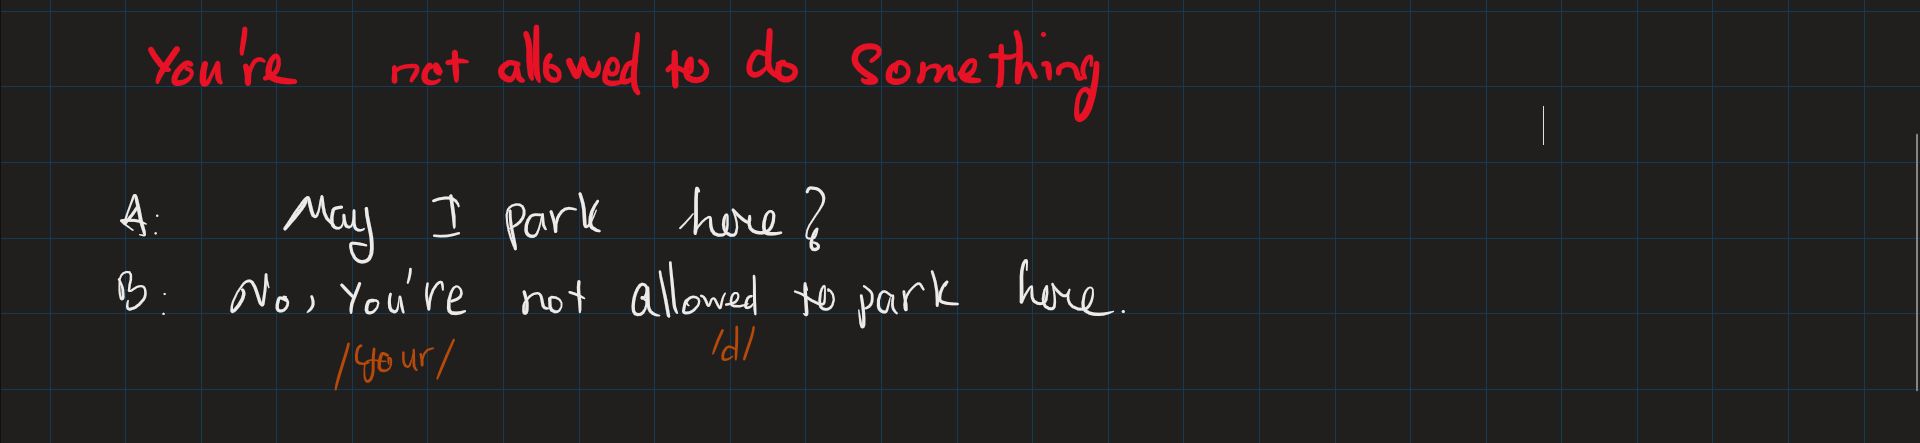 You're not allowed to do Something
A: May I park here?
B: No, You're not allowed to park here.
/your/ /d/